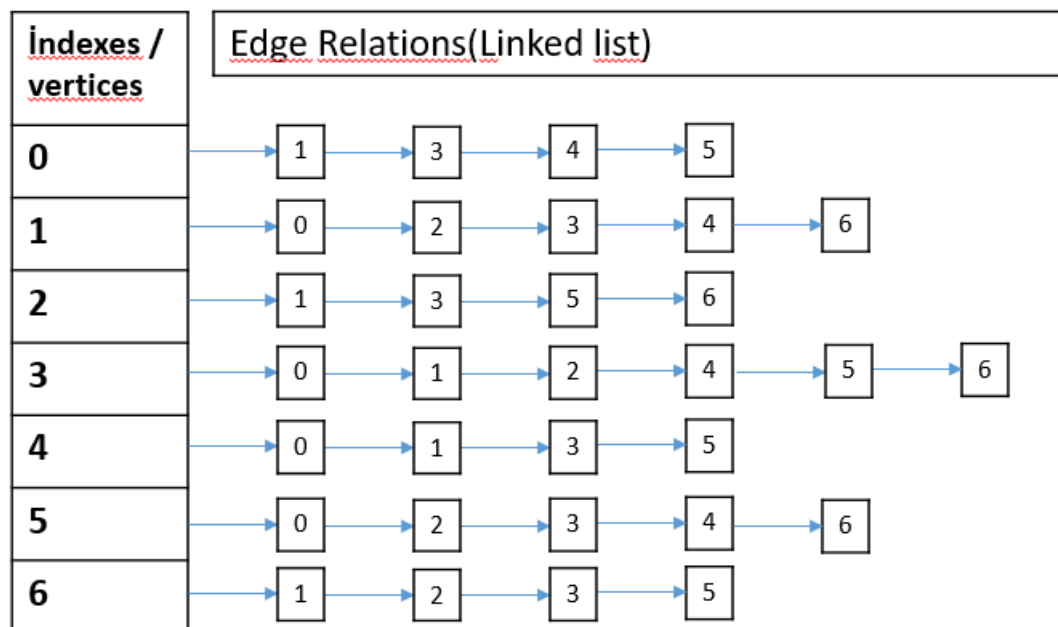 İndexes /
vertices
Edge Relations(Linked list)
0 1 3 4 5
1 0 2 3 4 6
2 1 3 5 6
3 0 1 2 4 5 6
4 0 1 3 5
5 0 2 3 4 6
6 1 2 3 5